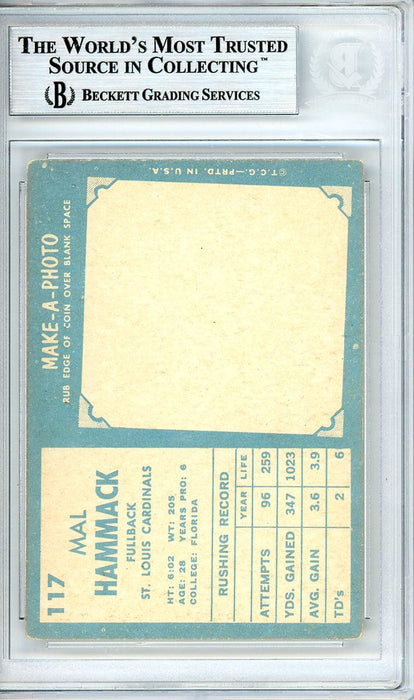 THE WORLD'S MOST TRUSTED
SOURCE IN COLLECTING™
B BECKETT GRADING SERVICES
©T.C.G.—PRTD. IN U.S.A.
MAKE-A-PHOTO
RUB EDGE OF COIN OVER BLANK SPACE
117 MAL
HAMMACK
FULLBACK
ST. LOUIS CARDINALS
HT: 6:02 WT: 205
AGE: 28 YEARS PRO: 6
COLLEGE: FLORIDA
RUSHING RECORD
YEAR LIFE
ATTEMPTS 96 259
YDS. GAINED 347 1023
AVG. GAIN 3.6 3.9
TD's 2 6